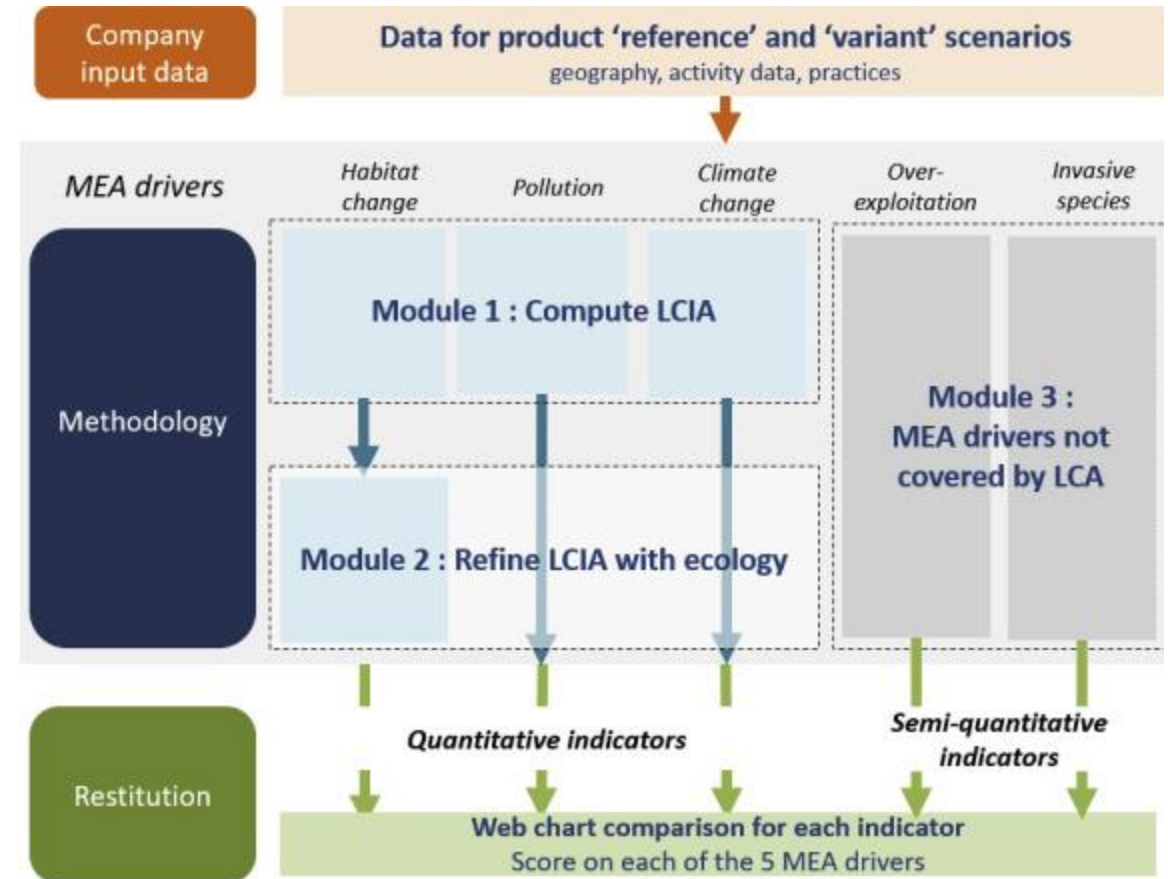 Company
input data
Data for product ‘reference’ and ‘variant’ scenarios
geography, activity data, practices
MEA drivers
Habitat
change
Pollution
Climate
change
Over-
exploitation
Invasive
species
Methodology
Module 1 : Compute LCIA
Module 2 : Refine LCIA with ecology
Module 3 :
MEA drivers not
covered by LCA
Restitution
Quantitative indicators
Semi-quantitative
indicators
Web chart comparison for each indicator
Score on each of the 5 MEA drivers